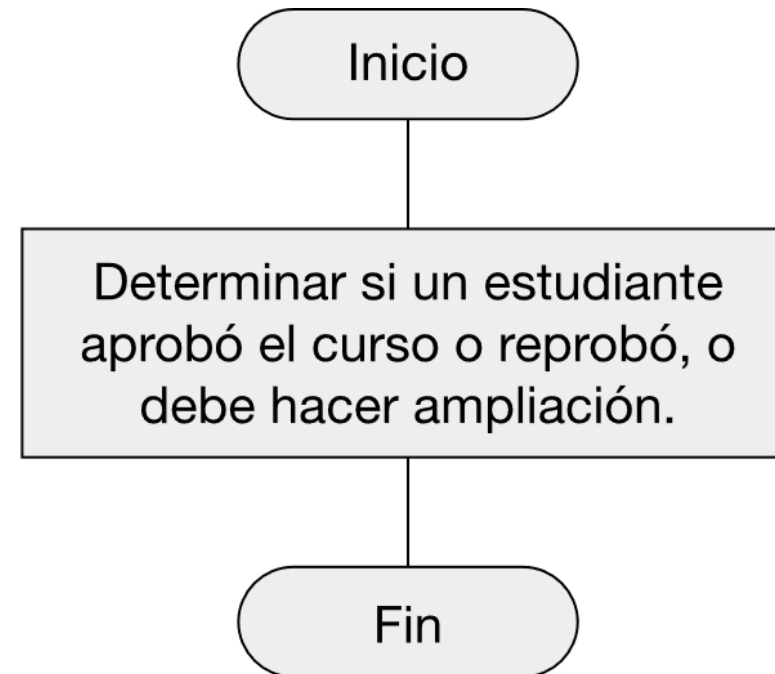 Inicio
Determinar si un estudiante
aprobó el curso o reprobó, o
debe hacer ampliación.
Fin